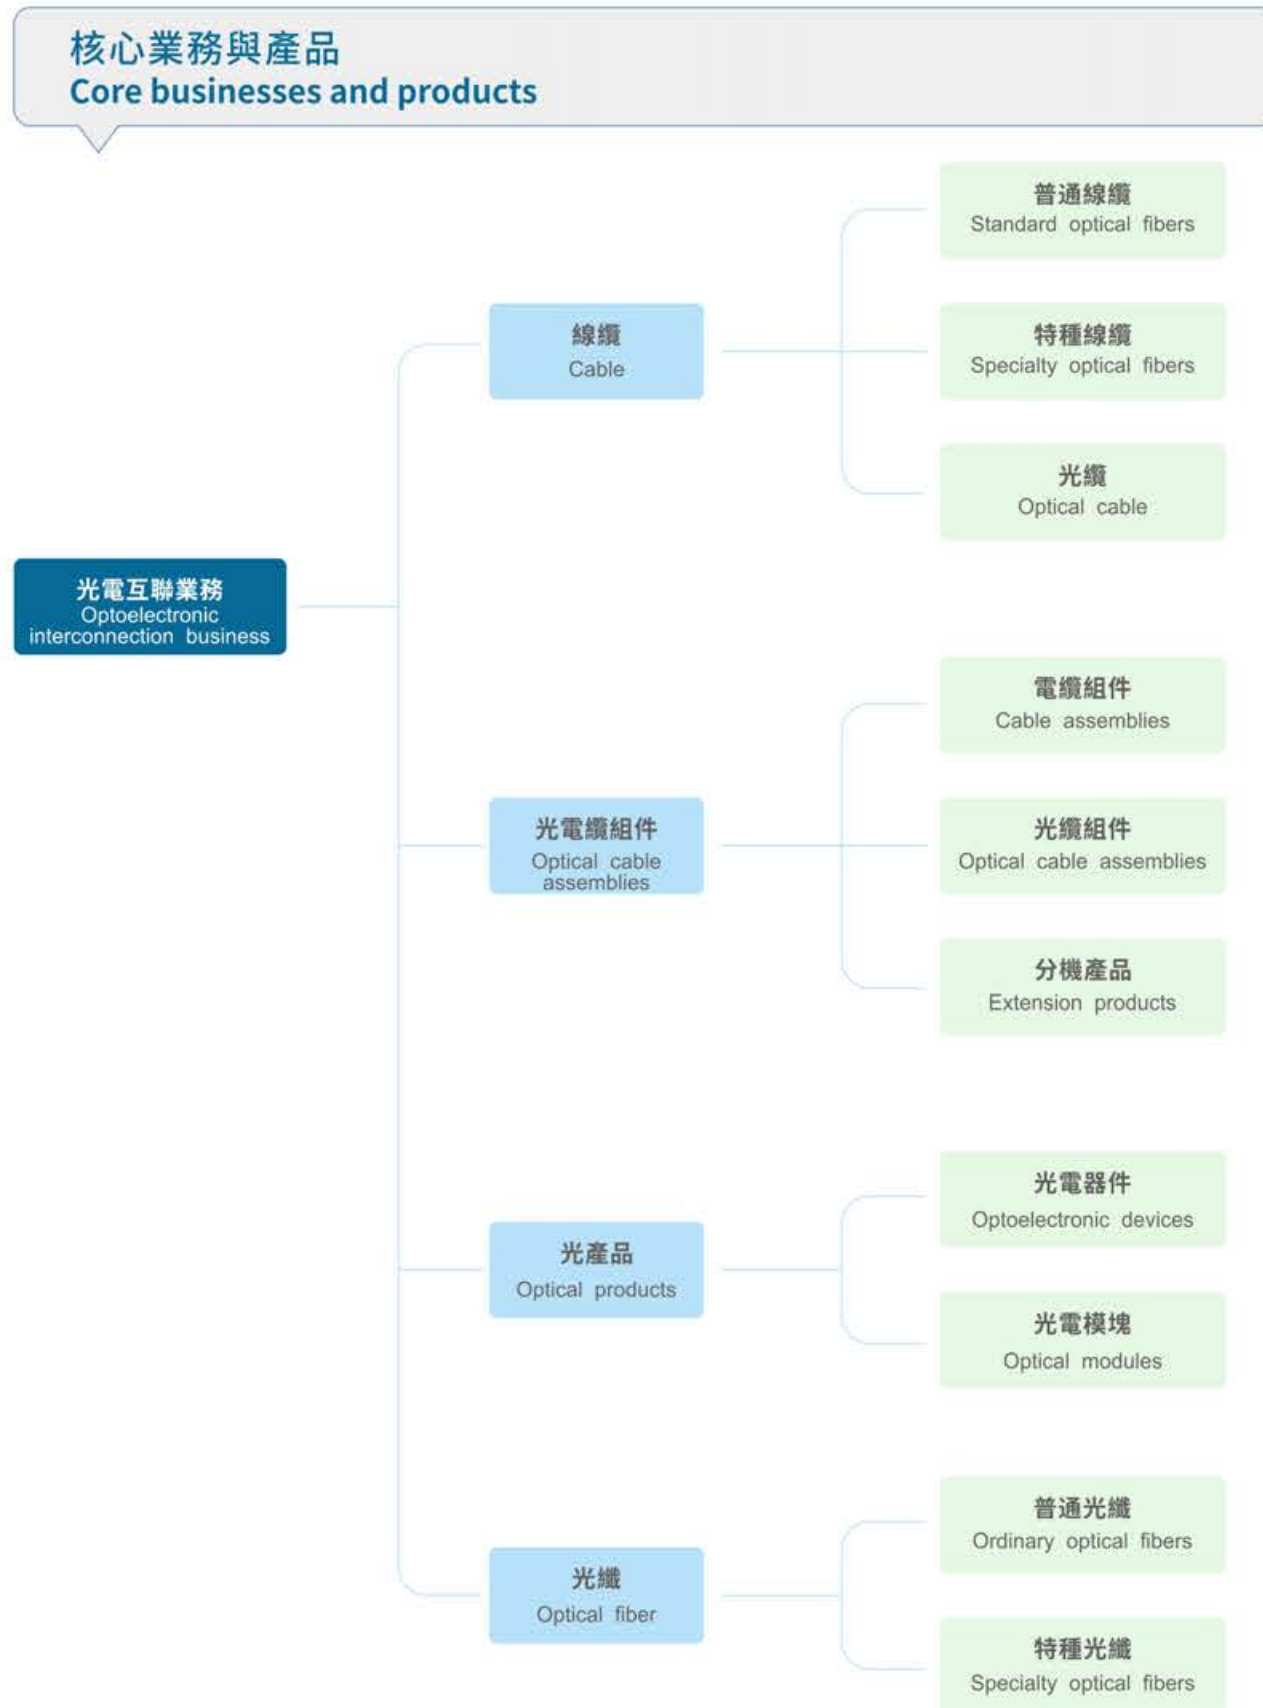 核心業務與產品
Core businesses and products
光電互聯業務
Optoelectronic
interconnection business
線纜
Cable
普通線纜
Standard optical fibers
特種線纜
Specialty optical fibers
光纜
Optical cable
光電纜組件
Optical cable
assemblies
電纜組件
Cable assemblies
光纜組件
Optical cable assemblies
分機產品
Extension products
光產品
Optical products
光電器件
Optoelectronic devices
光電模塊
Optical modules
光纖
Optical fiber
普通光纖
Ordinary optical fibers
特種光纖
Specialty optical fibers